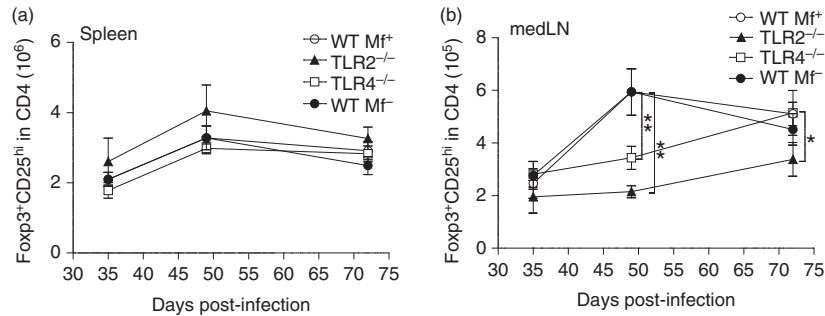 (a)
Spleen
WT Mf⁺
TLR2⁻/⁻
TLR4⁻/⁻
WT Mf⁻
Foxp3⁺CD25ʰⁱ in CD4 (10⁶)
6
4
2
0
30 35 40 45 50 55 60 65 70 75
Days post-infection
(b)
medLN
WT Mf⁺
TLR2⁻/⁻
TLR4⁻/⁻
WT Mf⁻
Foxp3⁺CD25ʰⁱ in CD4 (10⁵)
8
6
4
2
0
**
**
*
30 35 40 45 50 55 60 65 70 75
Days post-infection